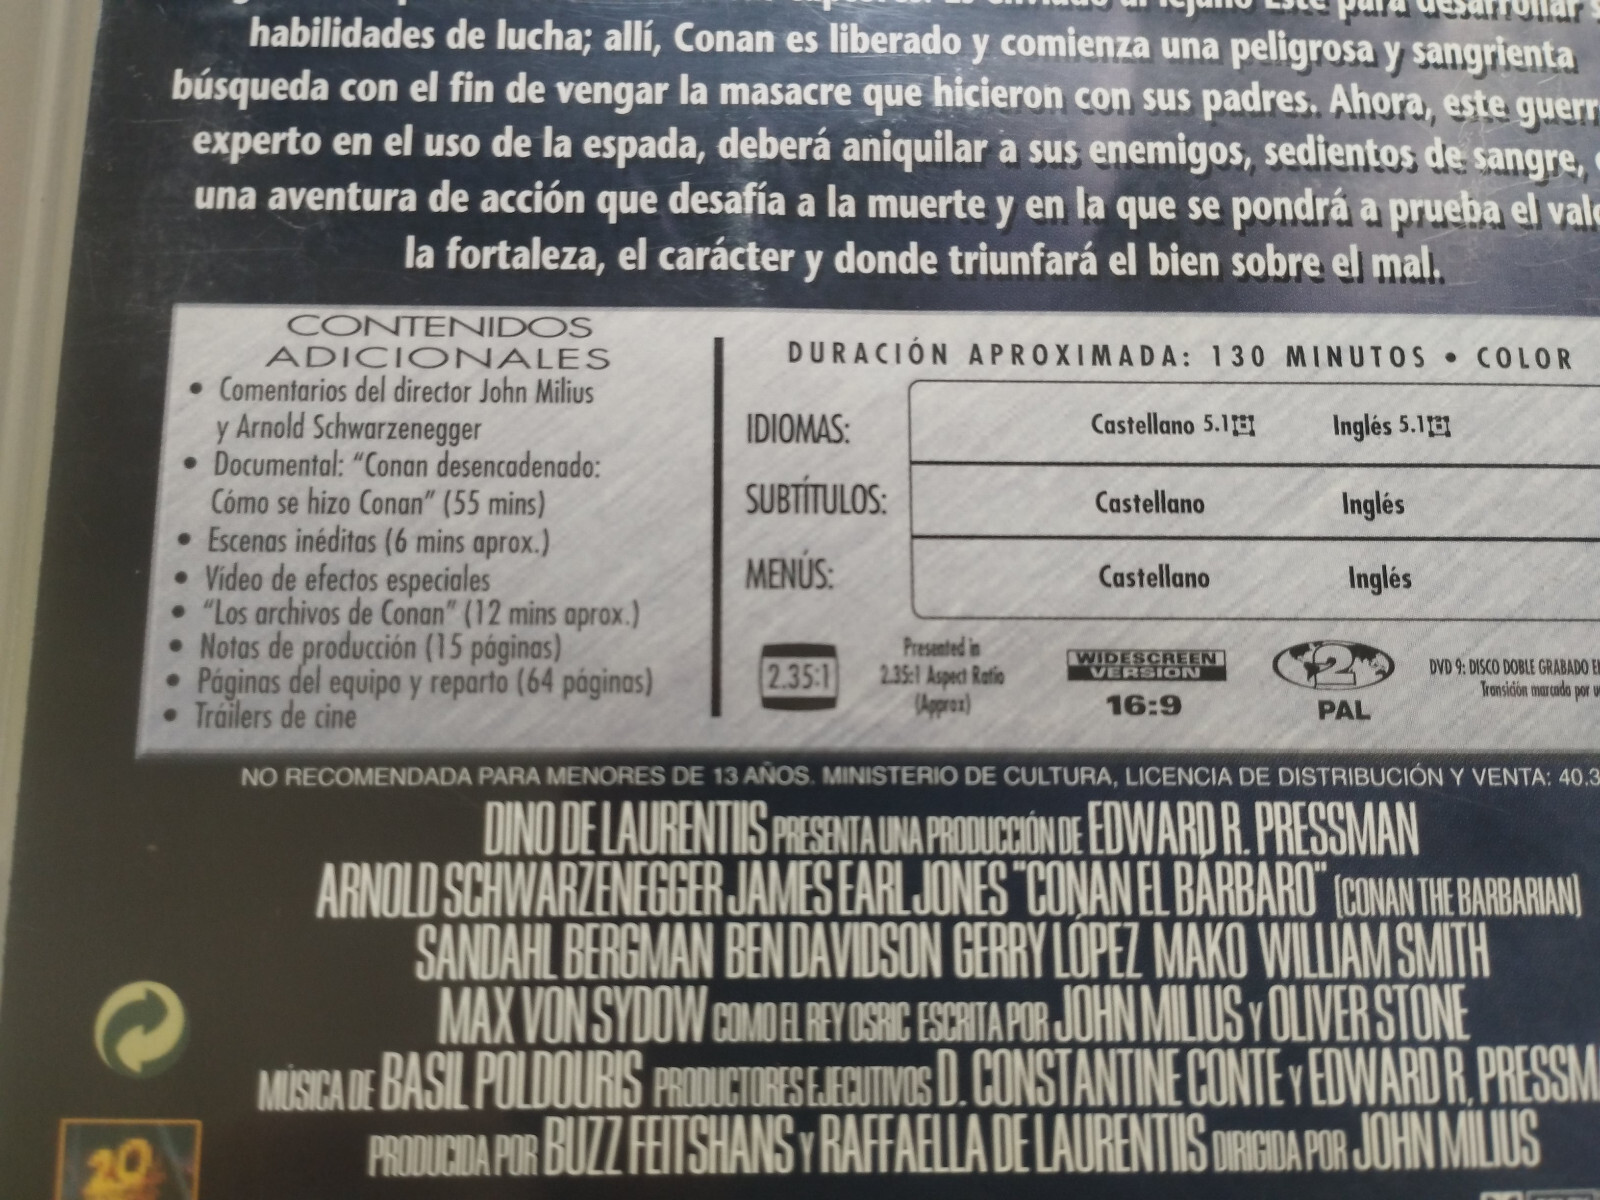 Este para desarrollar
habilidades de lucha; allí, Conan es liberado y comienza una peligrosa y sangrienta
búsqueda con el fin de vengar la masacre que hicieron con sus padres. Ahora, este
experto en el uso de la espada, deberá aniquilar a sus enemigos, sedientos de sangre,
una aventura de acción que desafía a la muerte y en la que se pondrá a prueba el
la fortaleza, el carácter y donde triunfará el bien sobre el mal.
CONTENIDOS
ADICIONALES
• Comentarios del director John Milius
y Arnold Schwarzenegger
• Documental: “Conan desencadenado:
Cómo se hizo Conan” (55 mins)
• Escenas inéditas (6 mins aprox.)
• Vídeo de efectos especiales
• “Los archivos de Conan” (12 mins aprox.)
• Notas de producción (15 páginas)
• Páginas del equipo y reparto (64 páginas)
• Tráilers de cine
DURACIÓN APROXIMADA: 130 MINUTOS • COLOR
IDIOMAS: Castellano 5.1 Inglés 5.1
SUBTÍTULOS: Castellano Inglés
MENÚS: Castellano Inglés
2.35:1
Presented in
2.35:1 Aspect Ratio
(Approx)
WIDESCREEN
VERSION
16:9
2
PAL
DVD 9: DISCO DOBLE GRABADO
Transición marcada por
NO RECOMENDADA PARA MENORES DE 13 AÑOS. MINISTERIO DE CULTURA, LICENCIA DE DISTRIBUCIÓN Y VENTA: 40.3
DINO DE LAURENTIIS PRESENTA UNA PRODUCCIÓN DE EDWARD R. PRESSMAN
ARNOLD SCHWARZENEGGER JAMES EARL JONES "CONAN EL BÁRBARO" (CONAN THE BARBARIAN)
SANDAHL BERGMAN BEN DAVIDSON GERRY LÓPEZ MAKO WILLIAM SMITH
MAX VON SYDOW COMO EL REY OSRIC ESCRITA POR JOHN MILIUS Y OLIVER STONE
MÚSICA DE BASIL POLDOURIS PRODUCTORES EJECUTIVOS D. CONSTANTINE CONTE Y EDWARD R. PRESSM
PRODUCIDA POR BUZZ FEITSHANS Y RAFFAELLA DE LAURENTIIS DIRIGIDA POR JOHN MILIUS
20